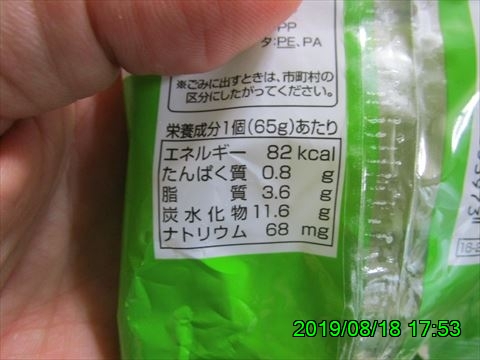 PP
タ:PE、PA
※ごみに出すときは、市町村の
区分にしたがってください。
栄養成分1個(65g)あたり
エネルギー 82 kcal
たんぱく質 0.8 g
脂質 3.6 g
炭水化物 11.6 g
ナトリウム 68 mg
2019/08/18 17:53